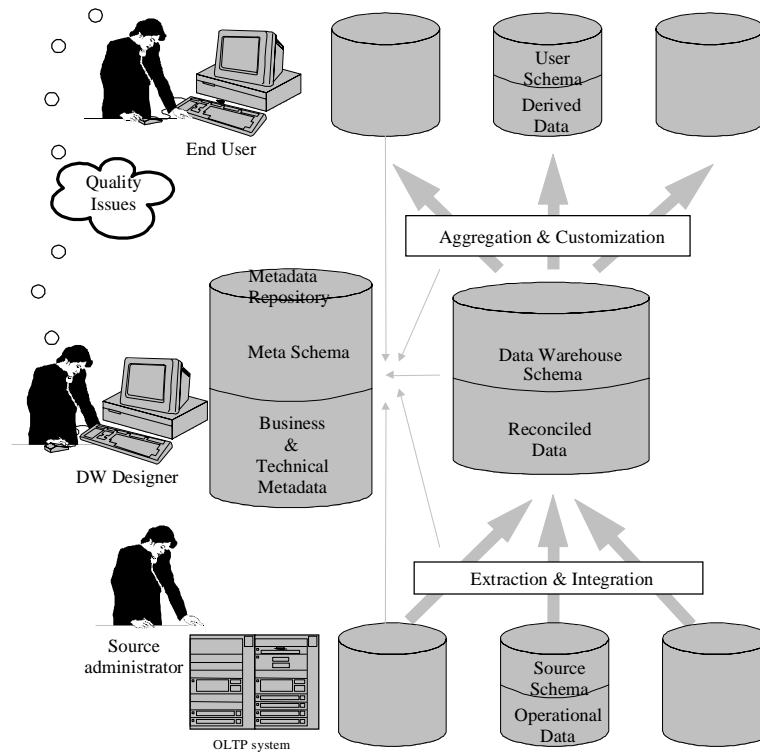 User
Schema
Derived
Data
End User
Quality
Issues
Aggregation & Customization
Metadata
Repository
Meta Schema
Data Warehouse
Schema
Business
&
Technical
Metadata
Reconciled
Data
DW Designer
Extraction & Integration
Source
administrator
Source
Schema
Operational
Data
OLTP system